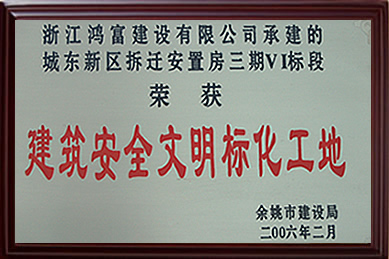 浙江鸿富建设有限公司承建的
城东新区拆迁安置房三期VI标段
荣获
建筑安全文明标化工地
余姚市建设局
二00六年二月